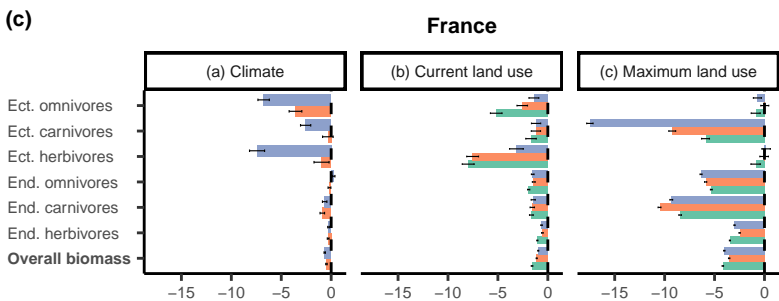 (c)
France
(a) Climate
(b) Current land use
(c) Maximum land use
Ect. omnivores
Ect. carnivores
Ect. herbivores
End. omnivores
End. carnivores
End. herbivores
Overall biomass
−15 −10 −5 0
−15 −10 −5 0
−15 −10 −5 0